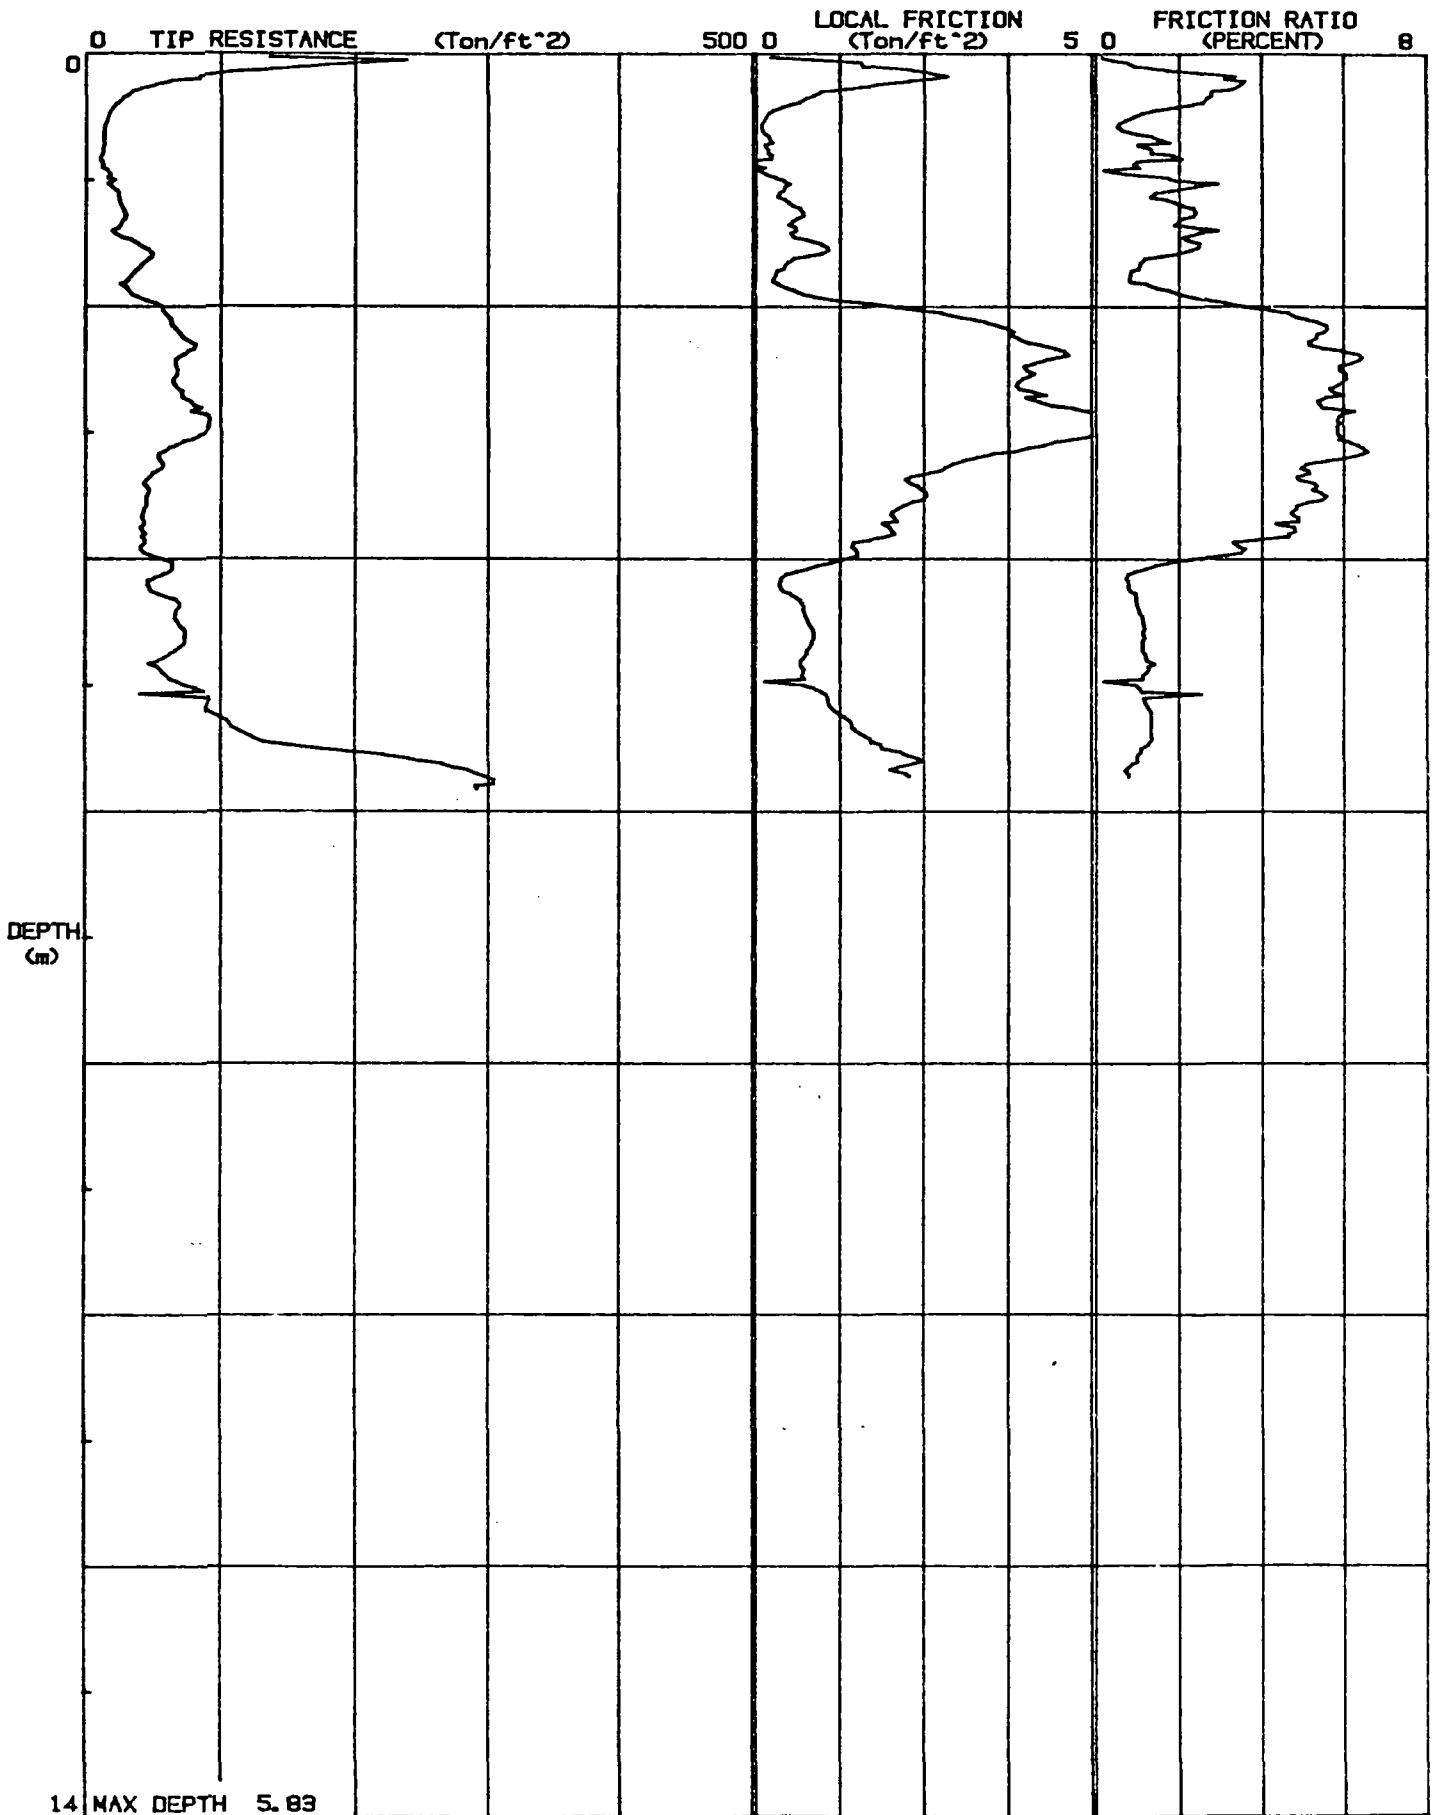 LOCAL FRICTION FRICTION RATIO
0 TIP RESISTANCE (Ton/ft^2) 500 0 (Ton/ft^2) 5 0 (PERCENT) 8
0
DEPTH
(m)
14 MAX DEPTH 5.83